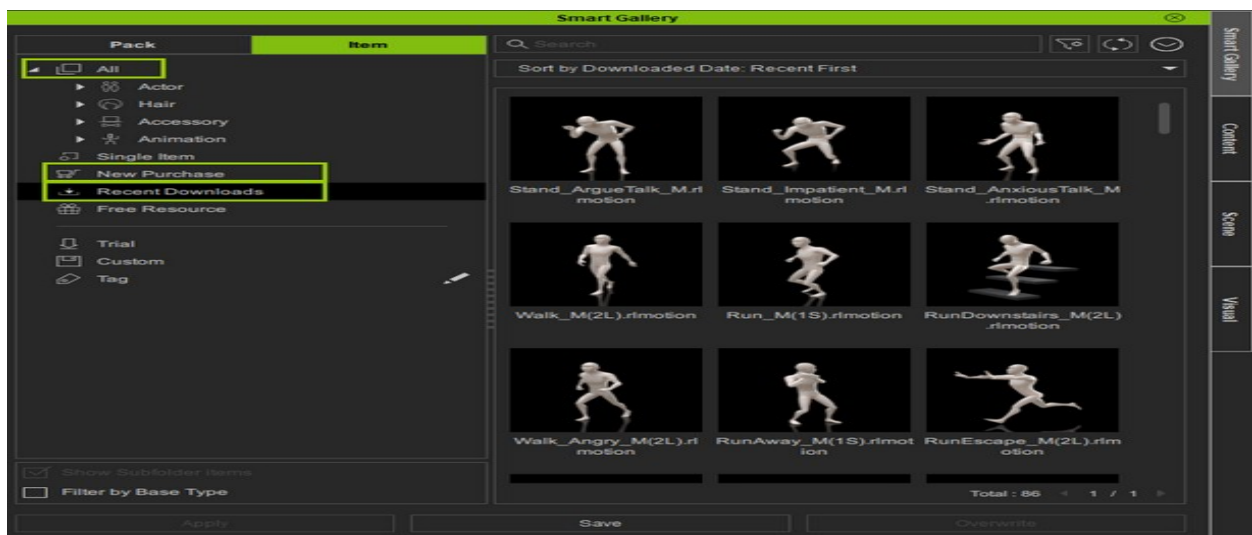 Smart Gallery
Pack
Item
All
Actor
Hair
Accessory
Animation
Single Item
New Purchase
Recent Downloads
Free Resource
Trial
Custom
Tag
Show Subfolder items
Filter by Base Type
Search
Sort by Downloaded Date: Recent First
Stand_ArgueTalk_M.rl
motion
Stand_Impatient_M.rl
motion
Stand_AnxiousTalk_M
.rlmotion
Walk_M(2L).rlmotion
Run_M(1S).rlmotion
RunDownstairs_M(2L)
.rlmotion
Walk_Angry_M(2L).rl
motion
RunAway_M(1S).rlmot
ion
RunEscape_M(2L).rlm
otion
Total : 86 1 / 1
Apply
Save
Overwrite
Smart Gallery
Content
Scene
Visual